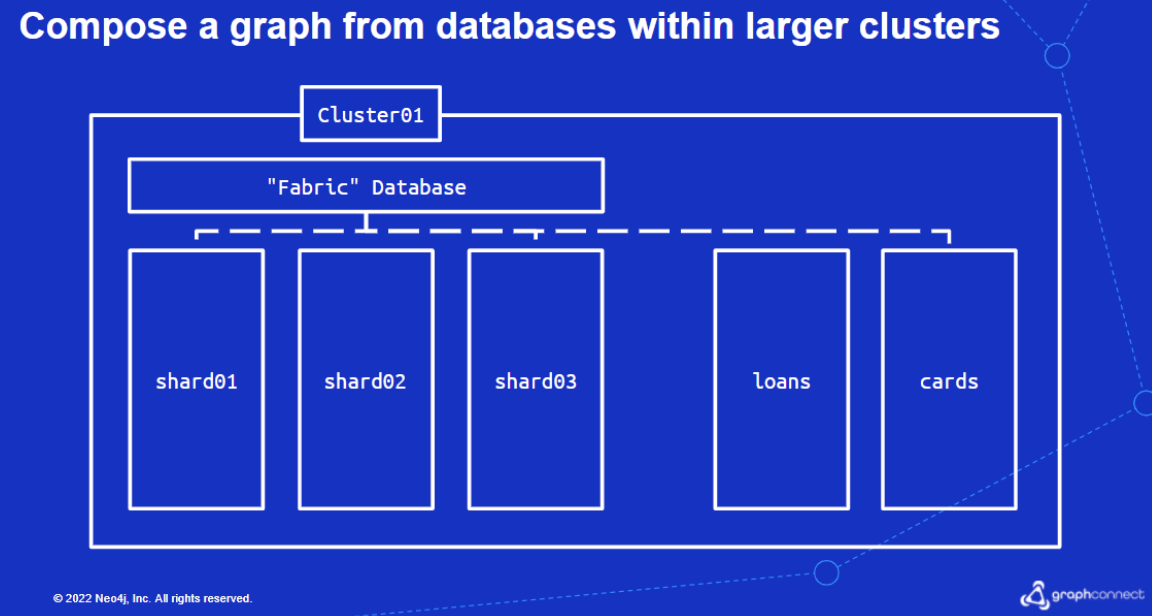 Compose a graph from databases within larger clusters
Cluster01
"Fabric" Database
shard01
shard02
shard03
loans
cards
© 2022 Neo4j, Inc. All rights reserved.
graphconnect